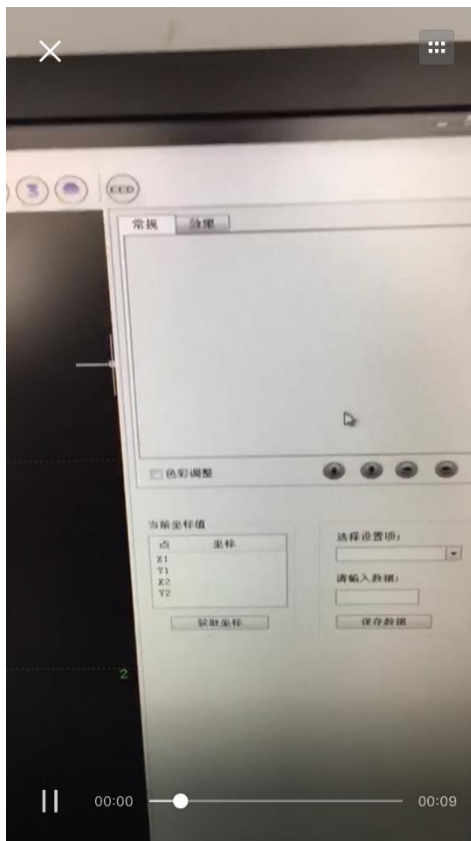 CCD
常规 效果
色彩调整
当前坐标值
点 坐标
X1
Y1
X2
Y2
获取坐标
选择设置项:
请输入数据:
保存数据
2
00:00 00:09